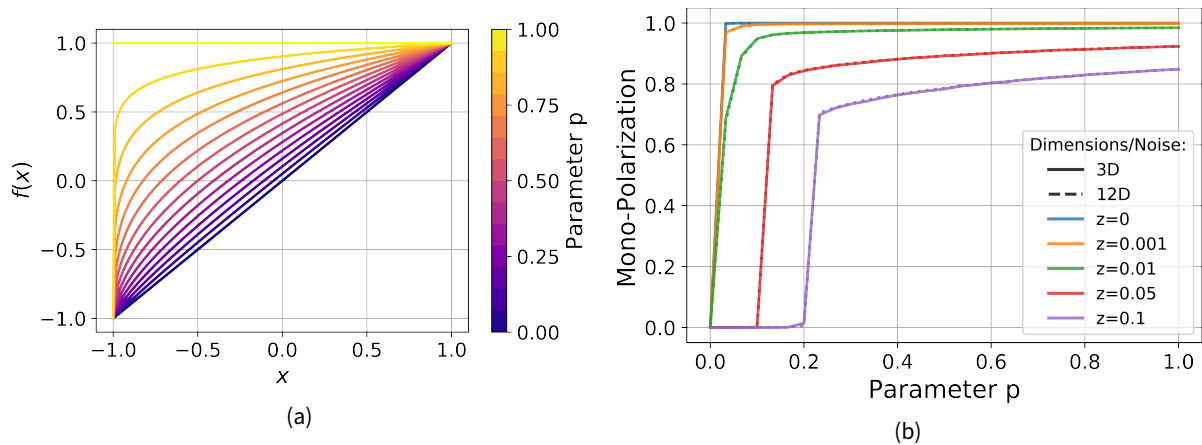 1.0
0.5
0.0
−0.5
−1.0
f(x)
−1.0 −0.5 0.0 0.5 1.0
x
1.00
0.75
0.50
0.25
0.00
Parameter p
(a)
1.0
0.8
0.6
0.4
0.2
0.0
Mono-Polarization
0.0 0.2 0.4 0.6 0.8 1.0
Parameter p
Dimensions/Noise:
3D
12D
z=0
z=0.001
z=0.01
z=0.05
z=0.1
(b)